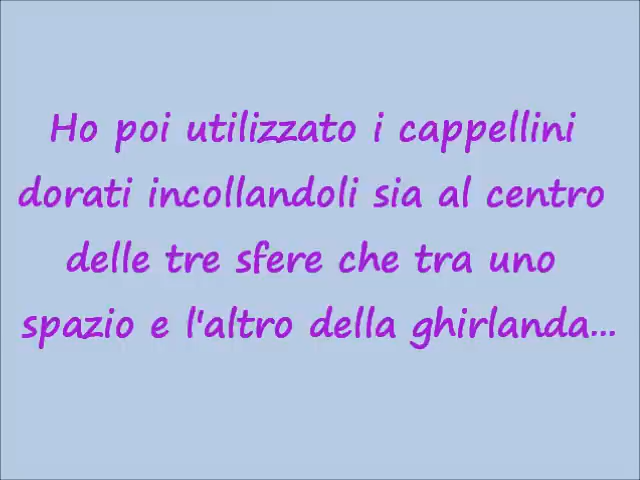 Ho poi utilizzato i cappellini
dorati incollandoli sia al centro
delle tre sfere che tra uno
spazio e l'altro della ghirlanda...